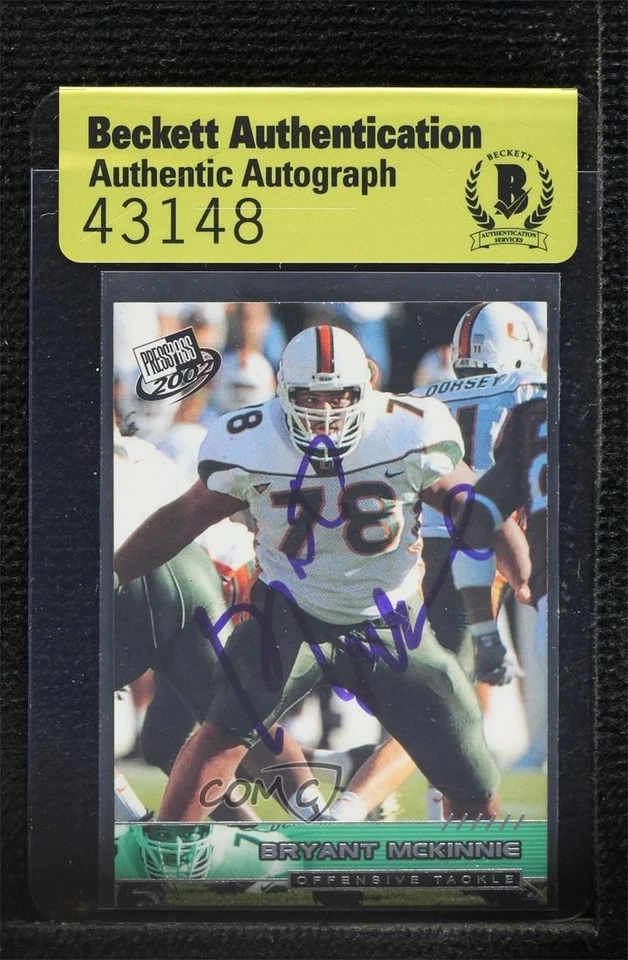 Beckett Authentication
Authentic Autograph
43148
BECKETT
B
AUTHENTICATION
SERVICES
PRESS PASS
2002
78
78
DORSEY
11
U
COMC
BRYANT MCKINNIE
OFFENSIVE TACKLE